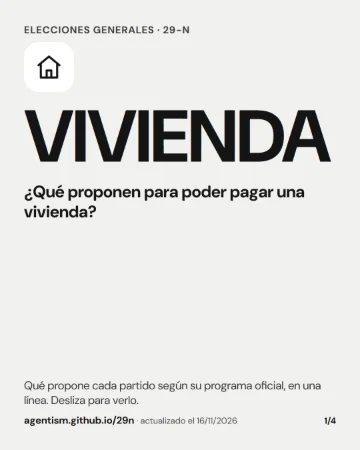 ELECCIONES GENERALES · 29-N
VIVIENDA
¿Qué proponen para poder pagar una
vivienda?
Qué propone cada partido según su programa oficial, en una
línea. Desliza para verlo.
agentism.github.io/29n · actualizado el 16/11/2026
1/4